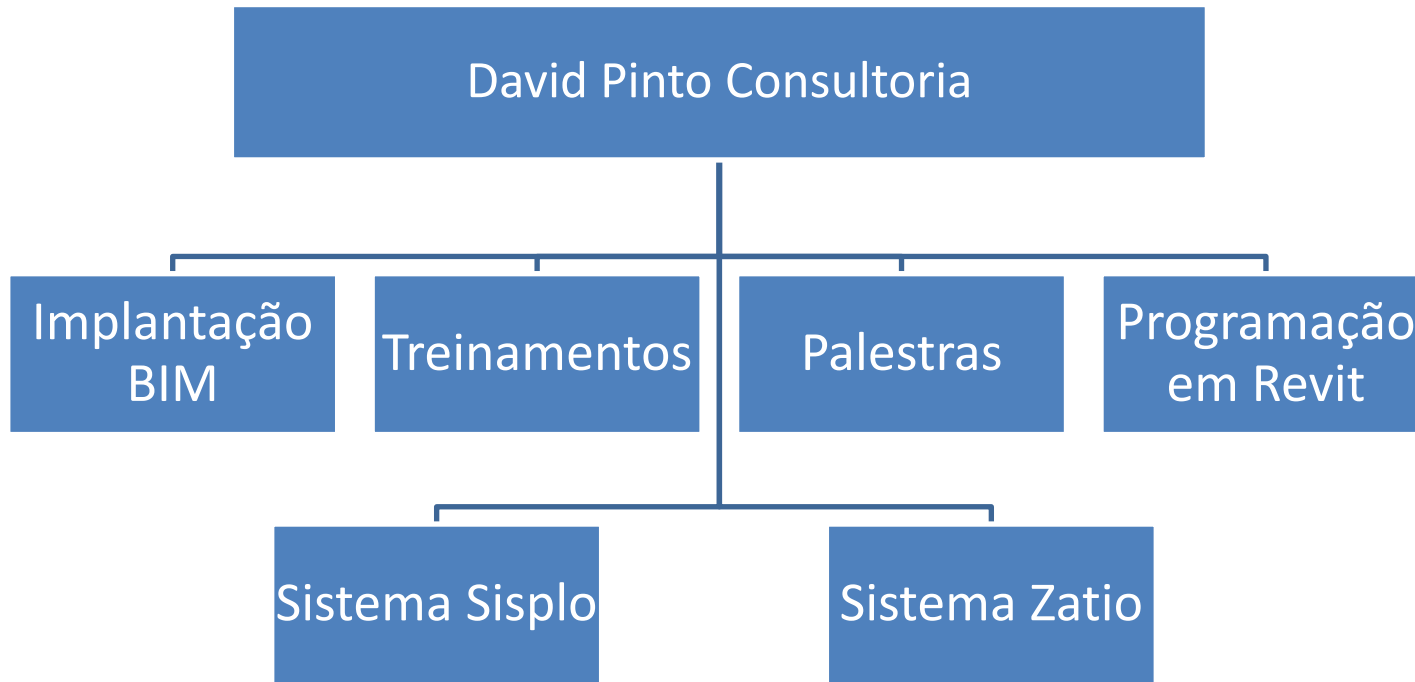 David Pinto Consultoria
Implantação
BIM
Treinamentos
Palestras
Programação
em Revit
Sistema Sisplo
Sistema Zatio